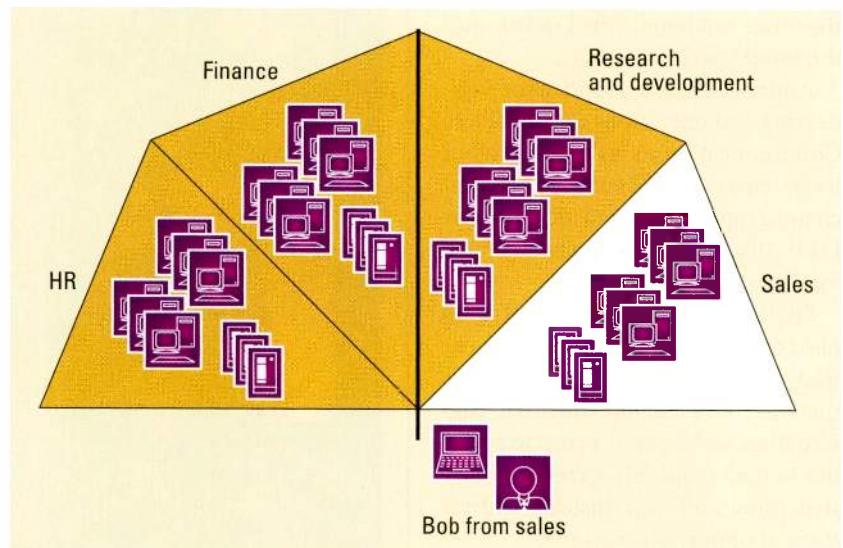 Finance
Research
and development
HR
Sales
Bob from sales